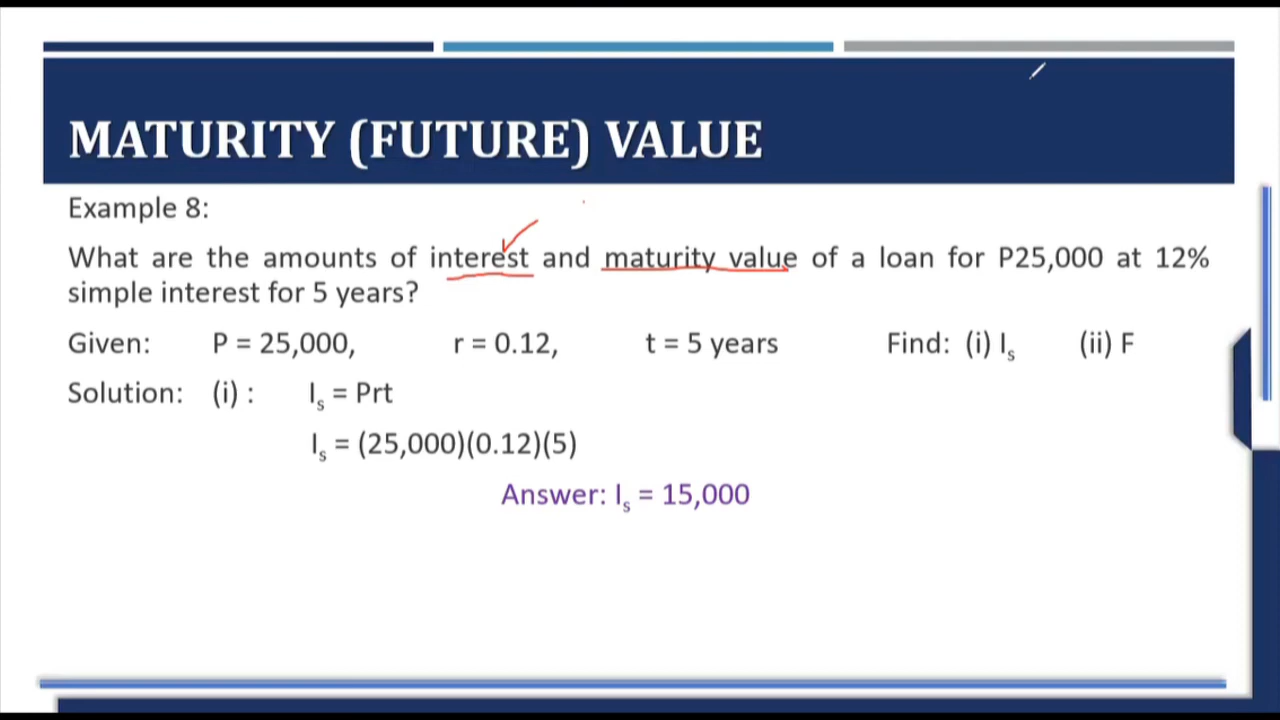 MATURITY (FUTURE) VALUE
Example 8:
What are the amounts of interest and maturity value of a loan for P25,000 at 12%
simple interest for 5 years?
Given: P = 25,000, r = 0.12, t = 5 years Find: (i) Iₛ (ii) F
Solution: (i) : Iₛ = Prt
Iₛ = (25,000)(0.12)(5)
Answer: Iₛ = 15,000